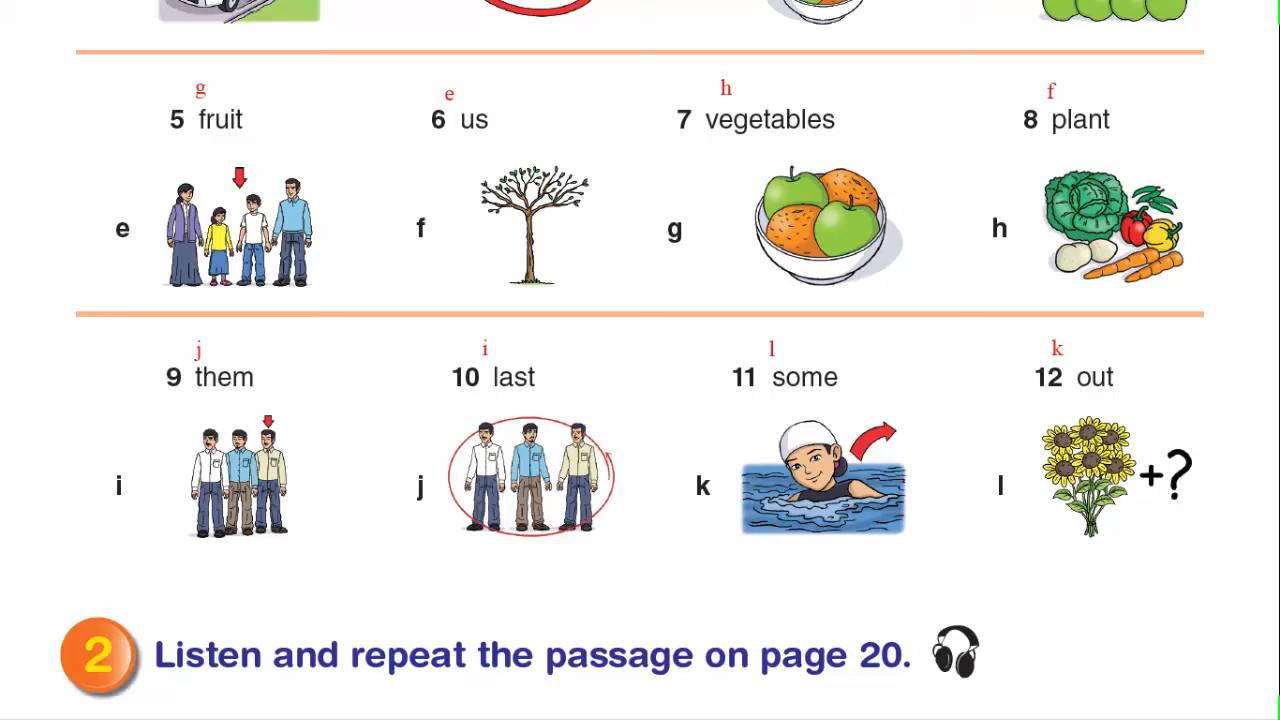 g e h f
5 fruit 6 us 7 vegetables 8 plant
e f g h
j i l k
9 them 10 last 11 some 12 out
i j k l +?
2 Listen and repeat the passage on page 20.